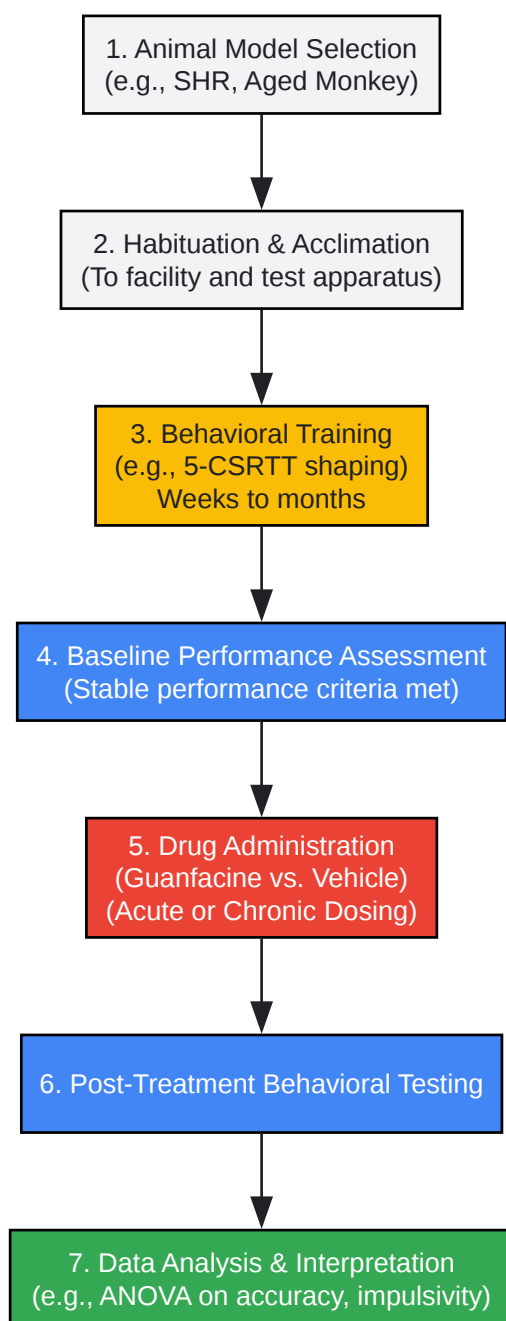 1. Animal Model Selection
(e.g., SHR, Aged Monkey)
2. Habituation & Acclimation
(To facility and test apparatus)
3. Behavioral Training
(e.g., 5-CSRTT shaping)
Weeks to months
4. Baseline Performance Assessment
(Stable performance criteria met)
5. Drug Administration
(Guanfacine vs. Vehicle)
(Acute or Chronic Dosing)
6. Post-Treatment Behavioral Testing
7. Data Analysis & Interpretation
(e.g., ANOVA on accuracy, impulsivity)